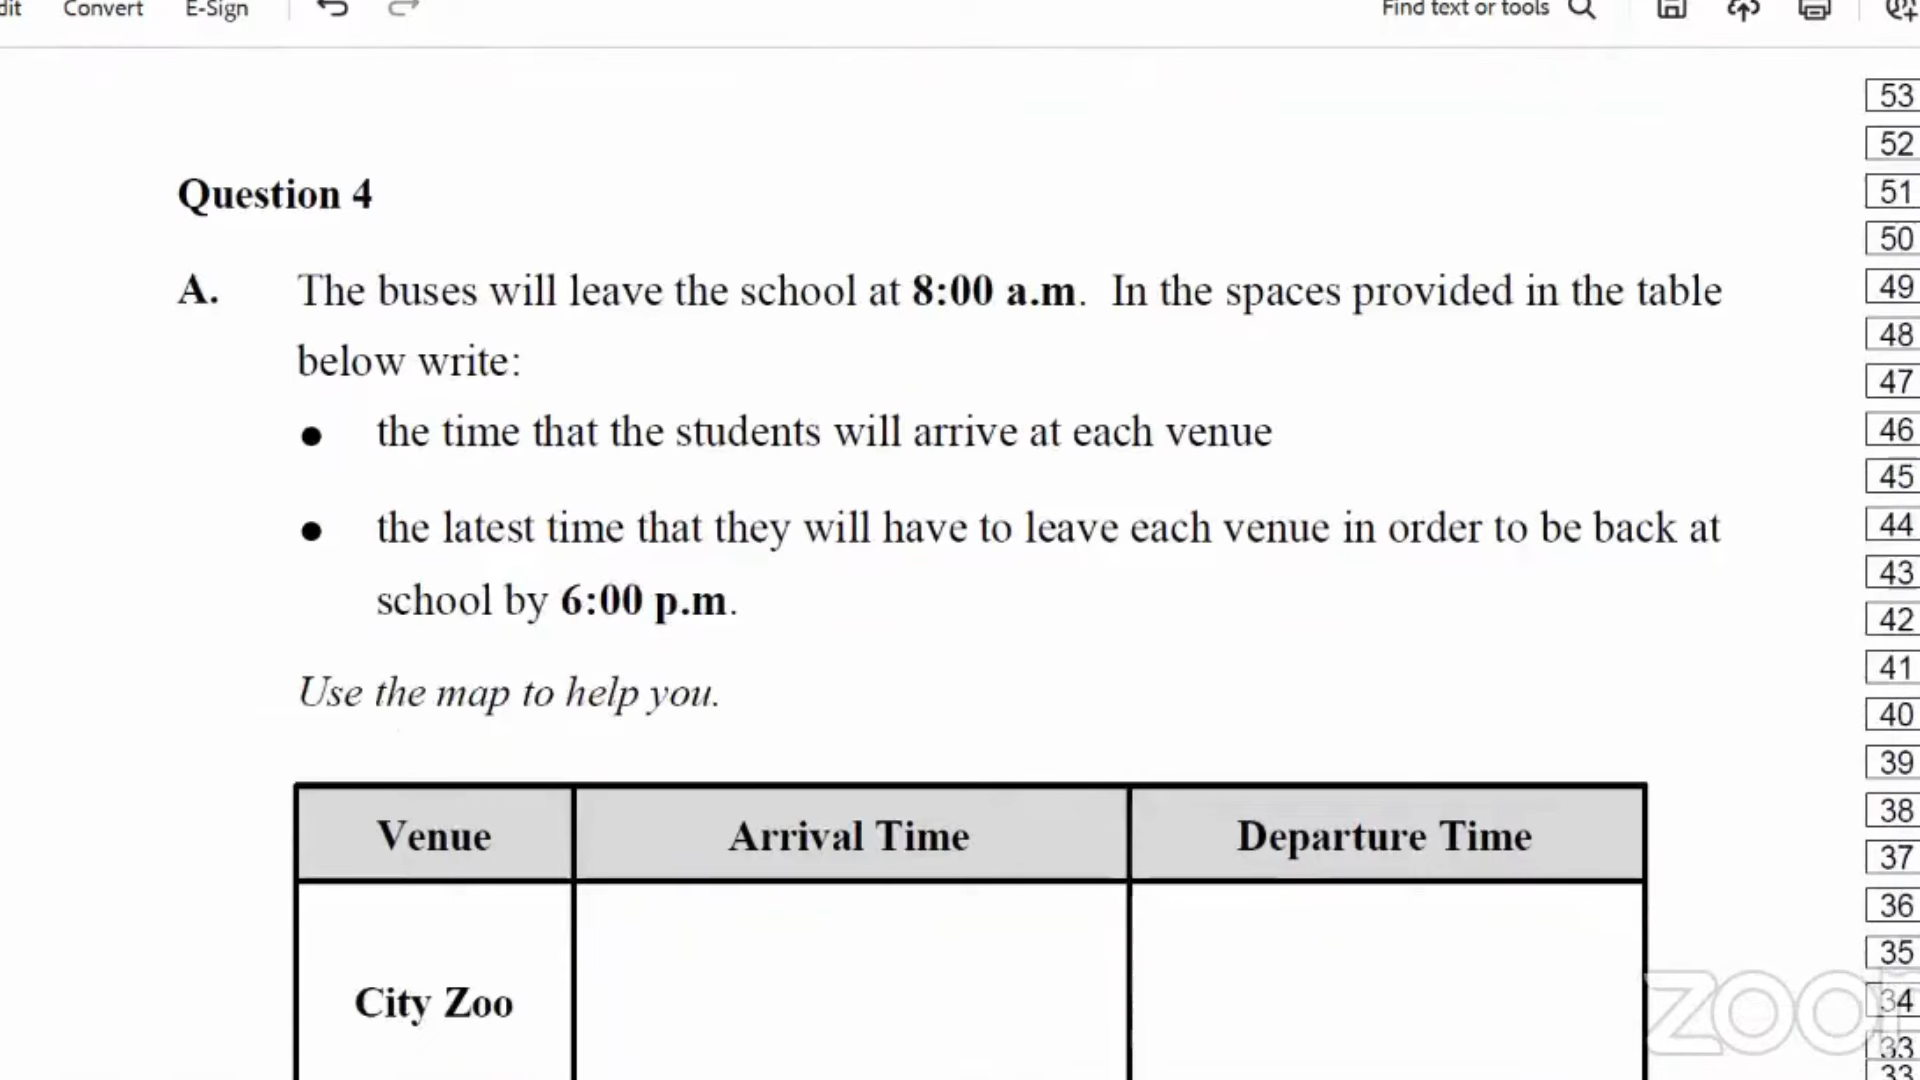 dit Convert E-Sign Find text or tools
Question 4
A. The buses will leave the school at 8:00 a.m. In the spaces provided in the table
below write:
● the time that the students will arrive at each venue
● the latest time that they will have to leave each venue in order to be back at
school by 6:00 p.m.
Use the map to help you.
Venue Arrival Time Departure Time
City Zoo
53
52
51
50
49
48
47
46
45
44
43
42
41
40
39
38
37
36
35
34
33
33
zoom